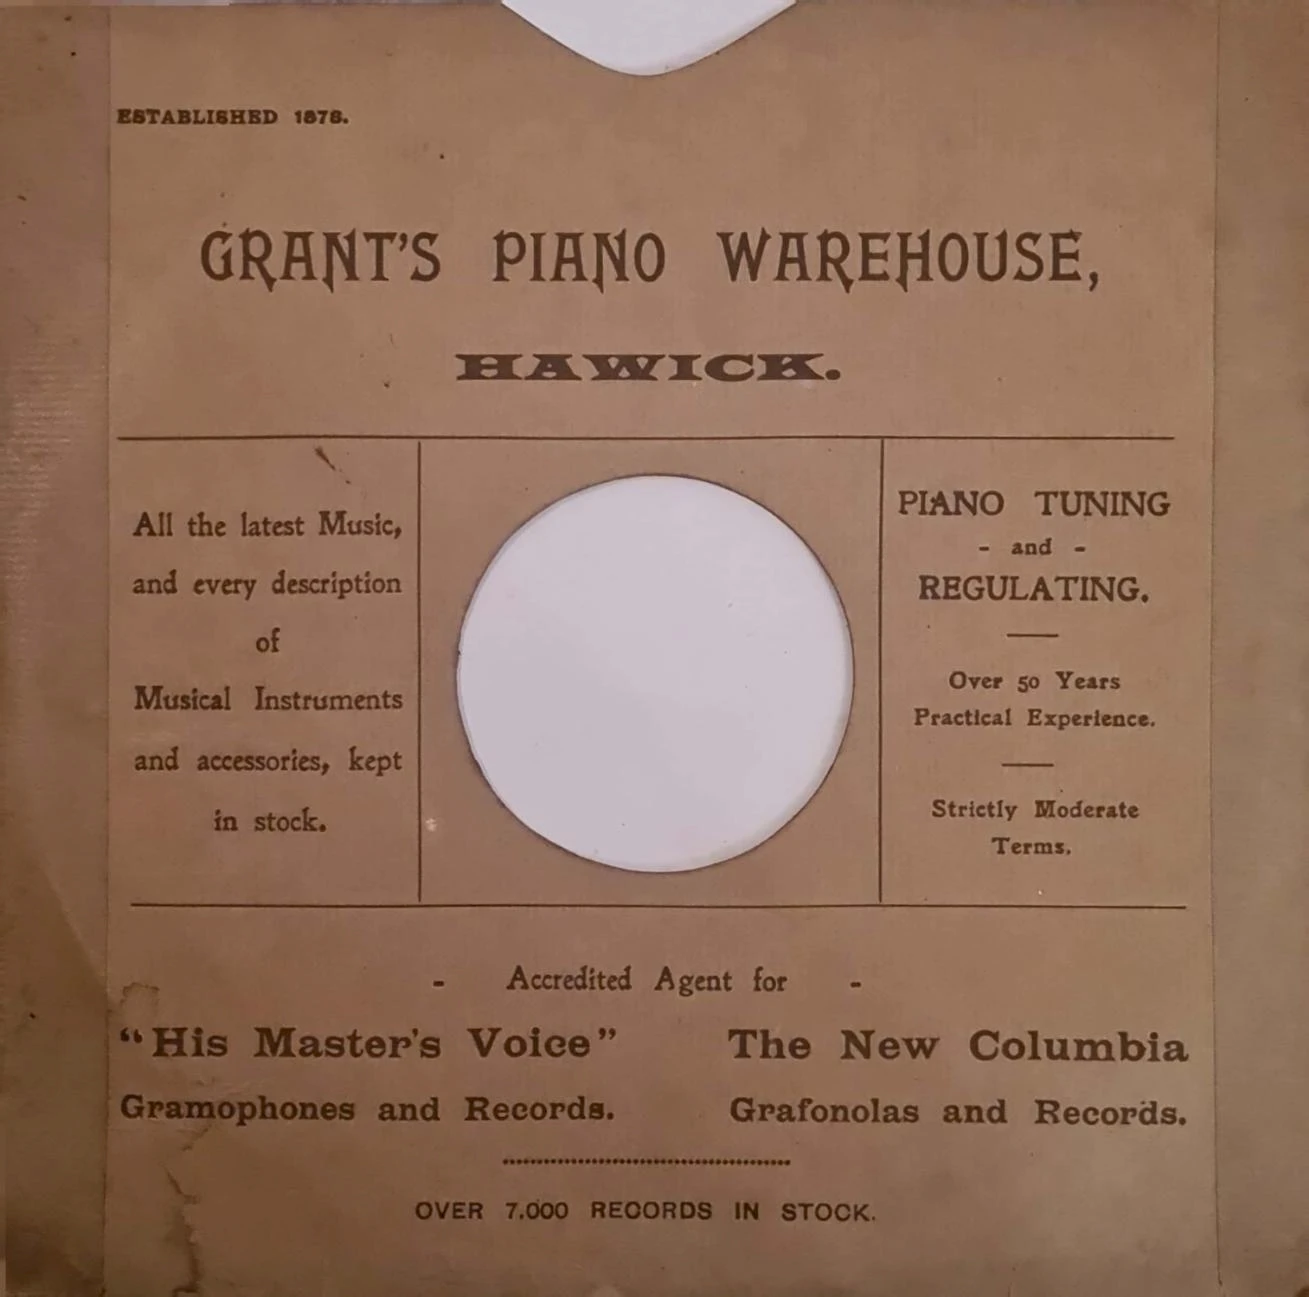 ESTABLISHED 1878.
GRANT'S PIANO WAREHOUSE,
HAWICK.
All the latest Music,
and every description
of
Musical Instruments
and accessories, kept
in stock.
PIANO TUNING
- and -
REGULATING.
Over 50 Years
Practical Experience.
Strictly Moderate
Terms.
- Accredited Agent for -
"His Master's Voice"
Gramophones and Records.
The New Columbia
Grafonolas and Records.
OVER 7,000 RECORDS IN STOCK.